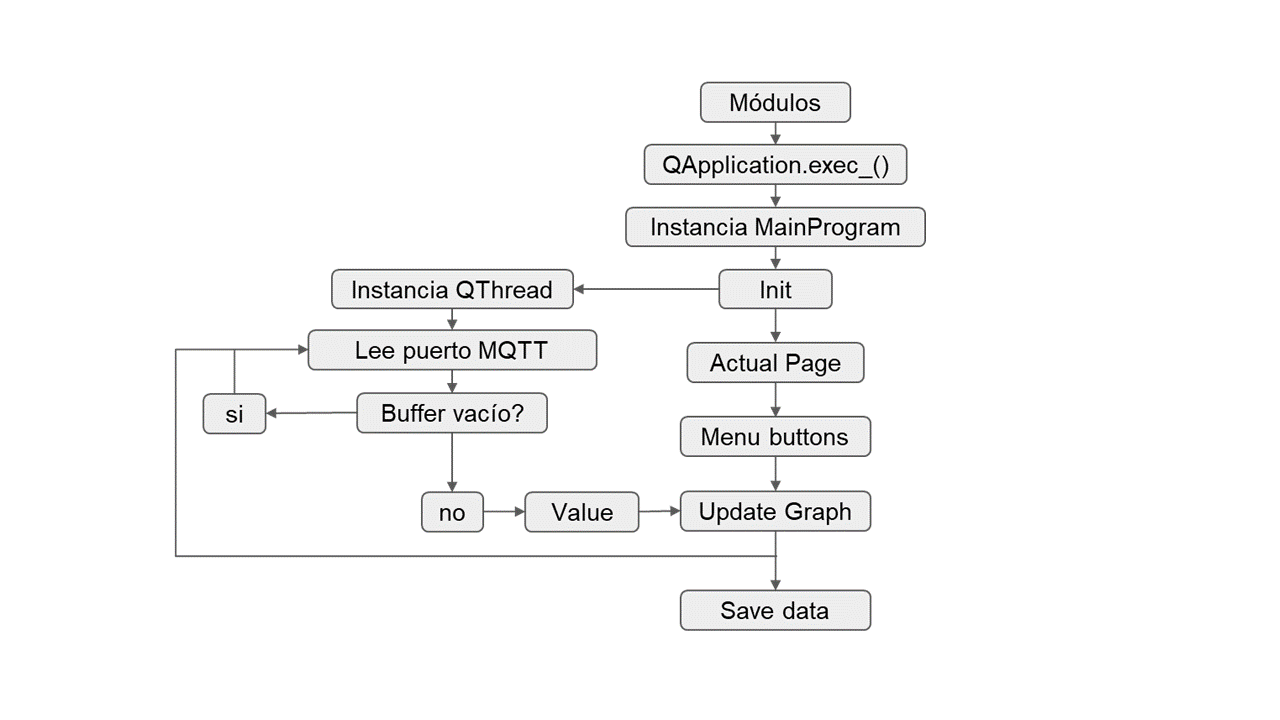 Módulos
QApplication.exec_()
Instancia MainProgram
Instancia QThread
Init
Lee puerto MQTT
Actual Page
si
Buffer vacío?
Menu buttons
no
Value
Update Graph
Save data